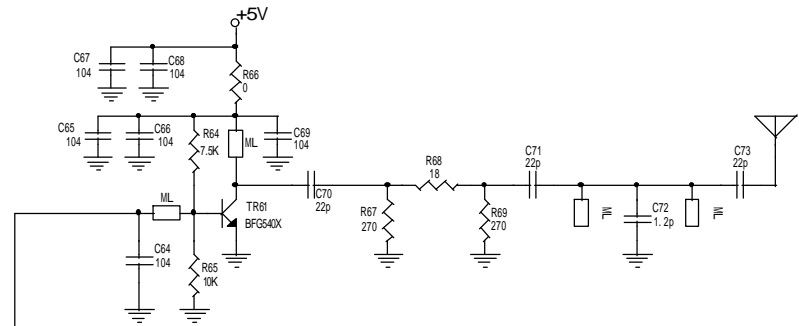 +5V
C67
104
C68
104
R66
0
C65
104
C66
104
R64
7.5K
ML
C69
104
ML
TR61
BFG540X
C64
104
R65
10K
C70
22p
R67
270
R68
18
R69
270
C71
22p
ML
C72
1.2p
ML
C73
22p